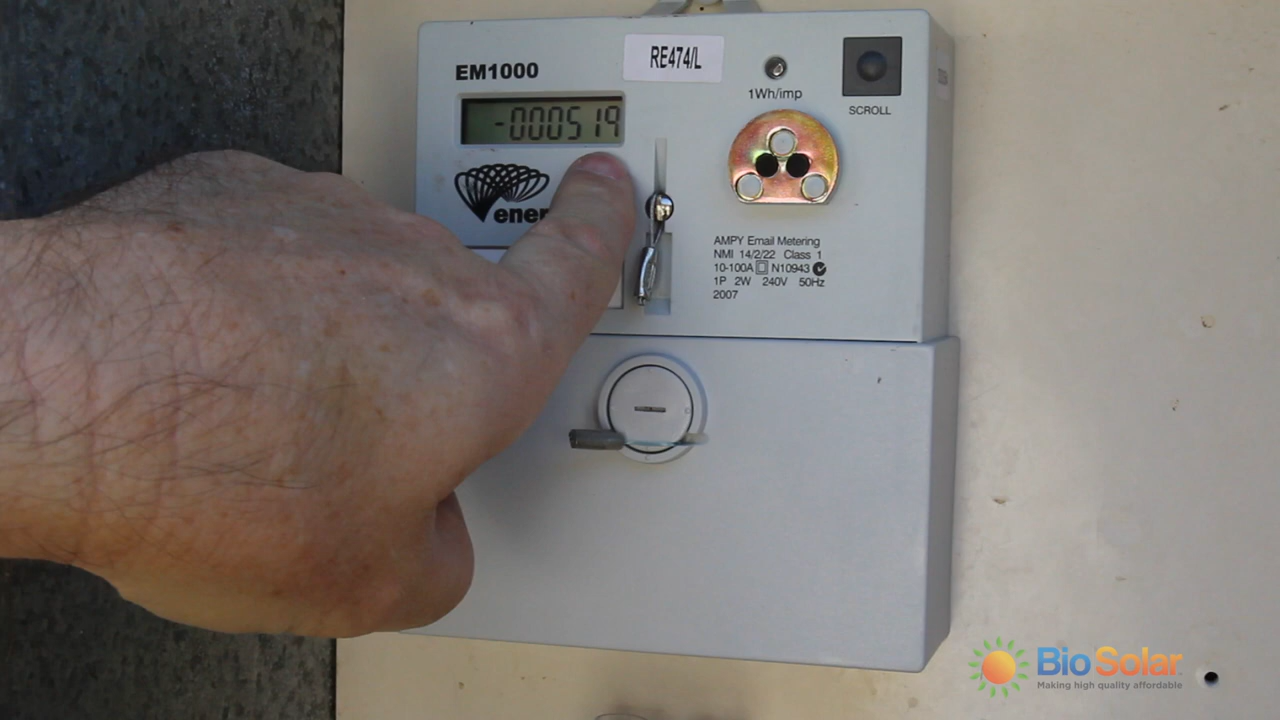 RE474/L
EM1000
1Wh/imp
-000519
SCROLL
AMPY Email Metering
NMI 14/2/22 Class 1
10-100A N10943
1P 2W 240V 50Hz
2007
Bio Solar
Making high quality affordable